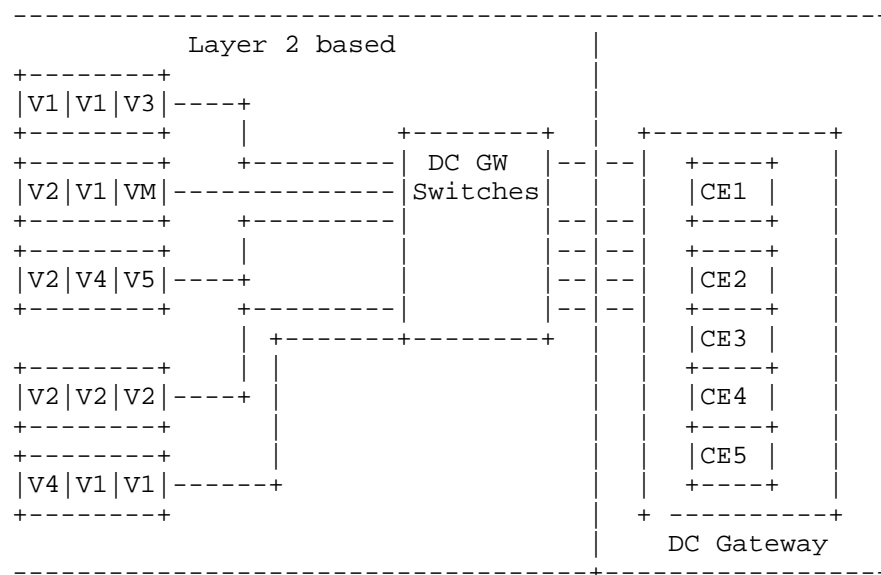 Layer 2 based
V1|V1|V3
DC GW
V2|V1|VM Switches CE1
V2|V4|V5 CE2
CE3
V2|V2|V2 CE4
CE5
V4|V1|V1
DC Gateway